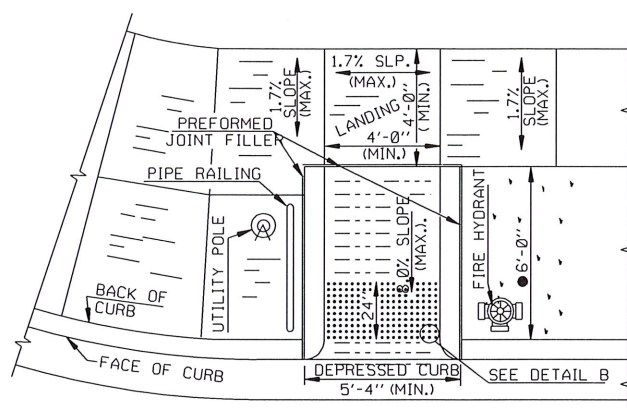 1.7% SLP.
(MAX.)
1.7%
SLOPE
(MAX.)
LANDING
4'-0"
(MIN.)
4'-0"
(MIN.)
1.7%
SLOPE
(MAX.)
PREFORMED
JOINT FILLER
PIPE RAILING
UTILITY POLE
8.0% SLOPE
(MAX.)
FIRE HYDRANT
6'-0"
24"
BACK OF
CURB
FACE OF CURB
DEPRESSED CURB
5'-4" (MIN.)
SEE DETAIL B